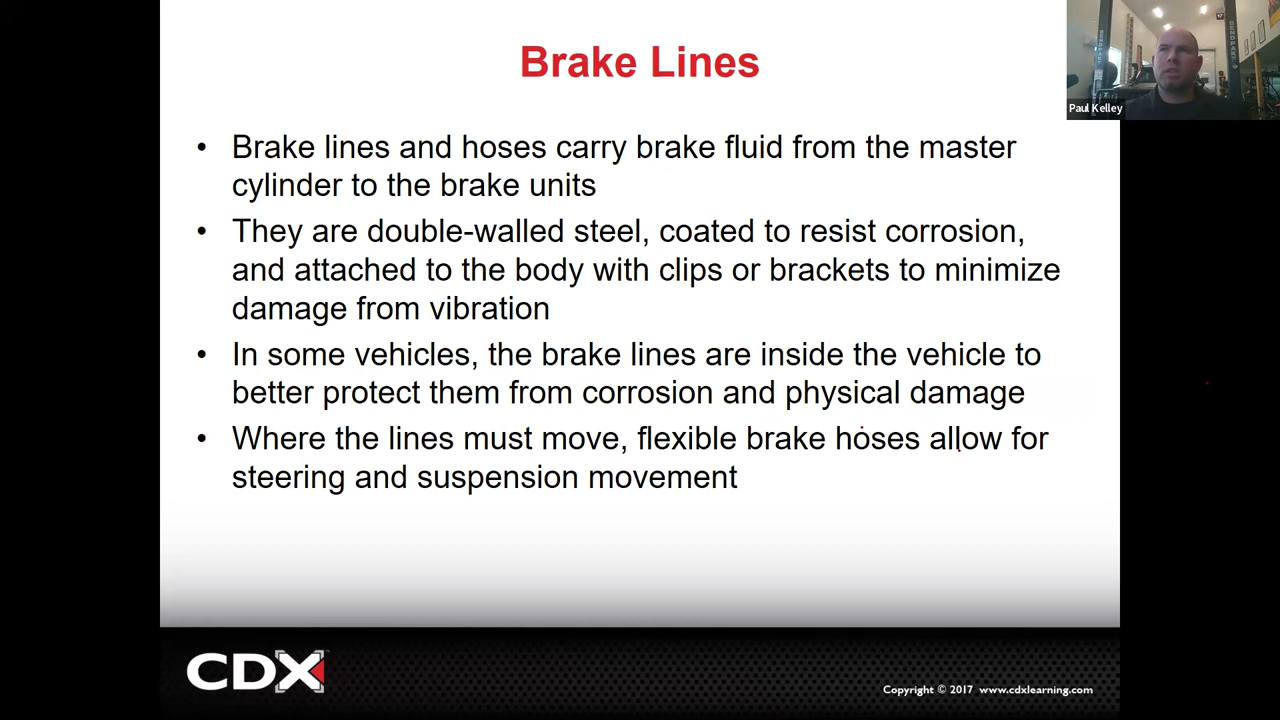 Brake Lines
Paul Kelley
• Brake lines and hoses carry brake fluid from the master
cylinder to the brake units
• They are double-walled steel, coated to resist corrosion,
and attached to the body with clips or brackets to minimize
damage from vibration
• In some vehicles, the brake lines are inside the vehicle to
better protect them from corrosion and physical damage
• Where the lines must move, flexible brake hoses allow for
steering and suspension movement
CDX
Copyright © 2017 www.cdxlearning.com